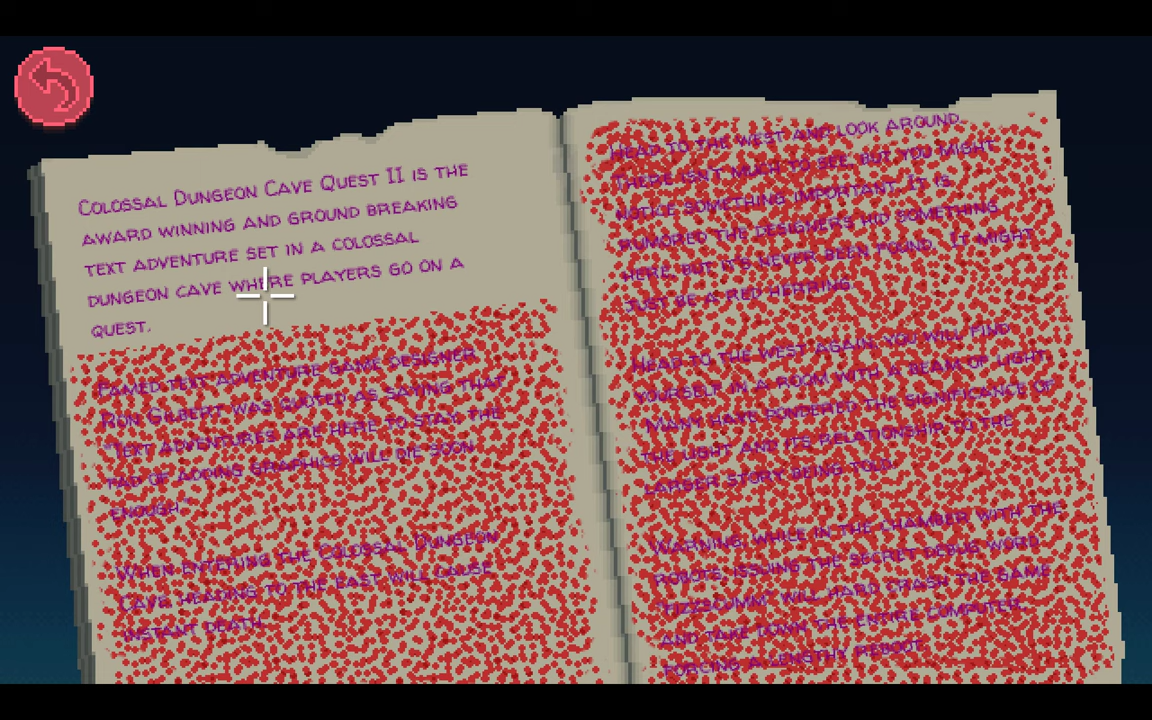 Colossal Dungeon Cave Quest II is the
award winning and ground breaking
text adventure set in a colossal
dungeon cave where players go on a
quest.
Famed text adventure game designer
Ron Gilbert was quoted as saying that
"Text adventures are here to stay. The
fad of adding graphics will die soon
enough."
When entering the Colossal Dungeon
Cave, heading to the east will cause
instant death.
Head to the west and look around.
There isn't much to see, but you might
notice something important. It is
rumored the designers hid something
here, but it's never been found. It might
just be a red herring.
Head to the west again, you will find
yourself in a room with a beam of light.
Many have pondered the significance of
the light and its relationship to the
larger story being told.
Warning, while in the chamber with the
robots, issuing the secret debug word
will hard crash the game
and take down the entire computer,
forcing a lengthy reboot.